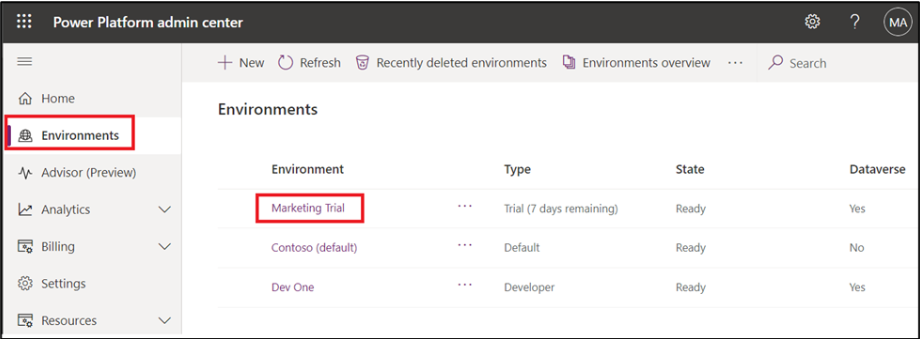 Power Platform admin center
?
MA
New
Refresh
Recently deleted environments
Environments overview
...
Search
Home
Environments
Advisor (Preview)
Analytics
Billing
Settings
Resources
Environments
Environment Type State Dataverse
Marketing Trial ... Trial (7 days remaining) Ready Yes
Contoso (default) ... Default Ready No
Dev One ... Developer Ready Yes